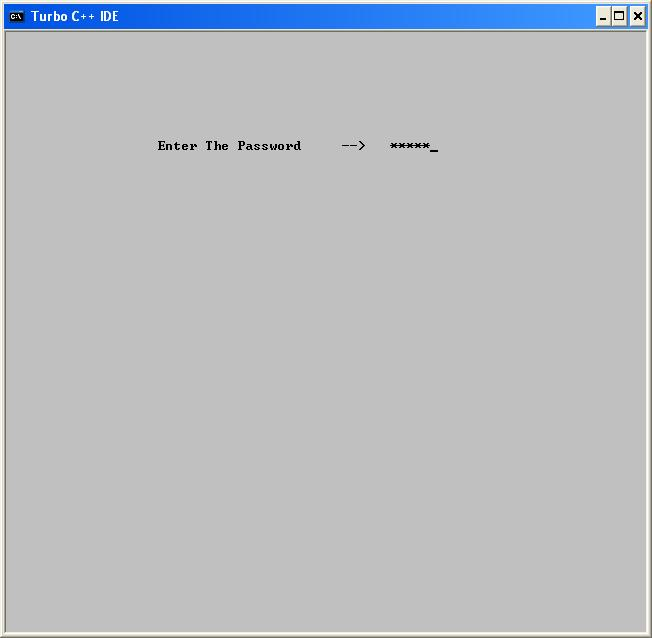 Turbo C++ IDE
Enter The Password --> *****_